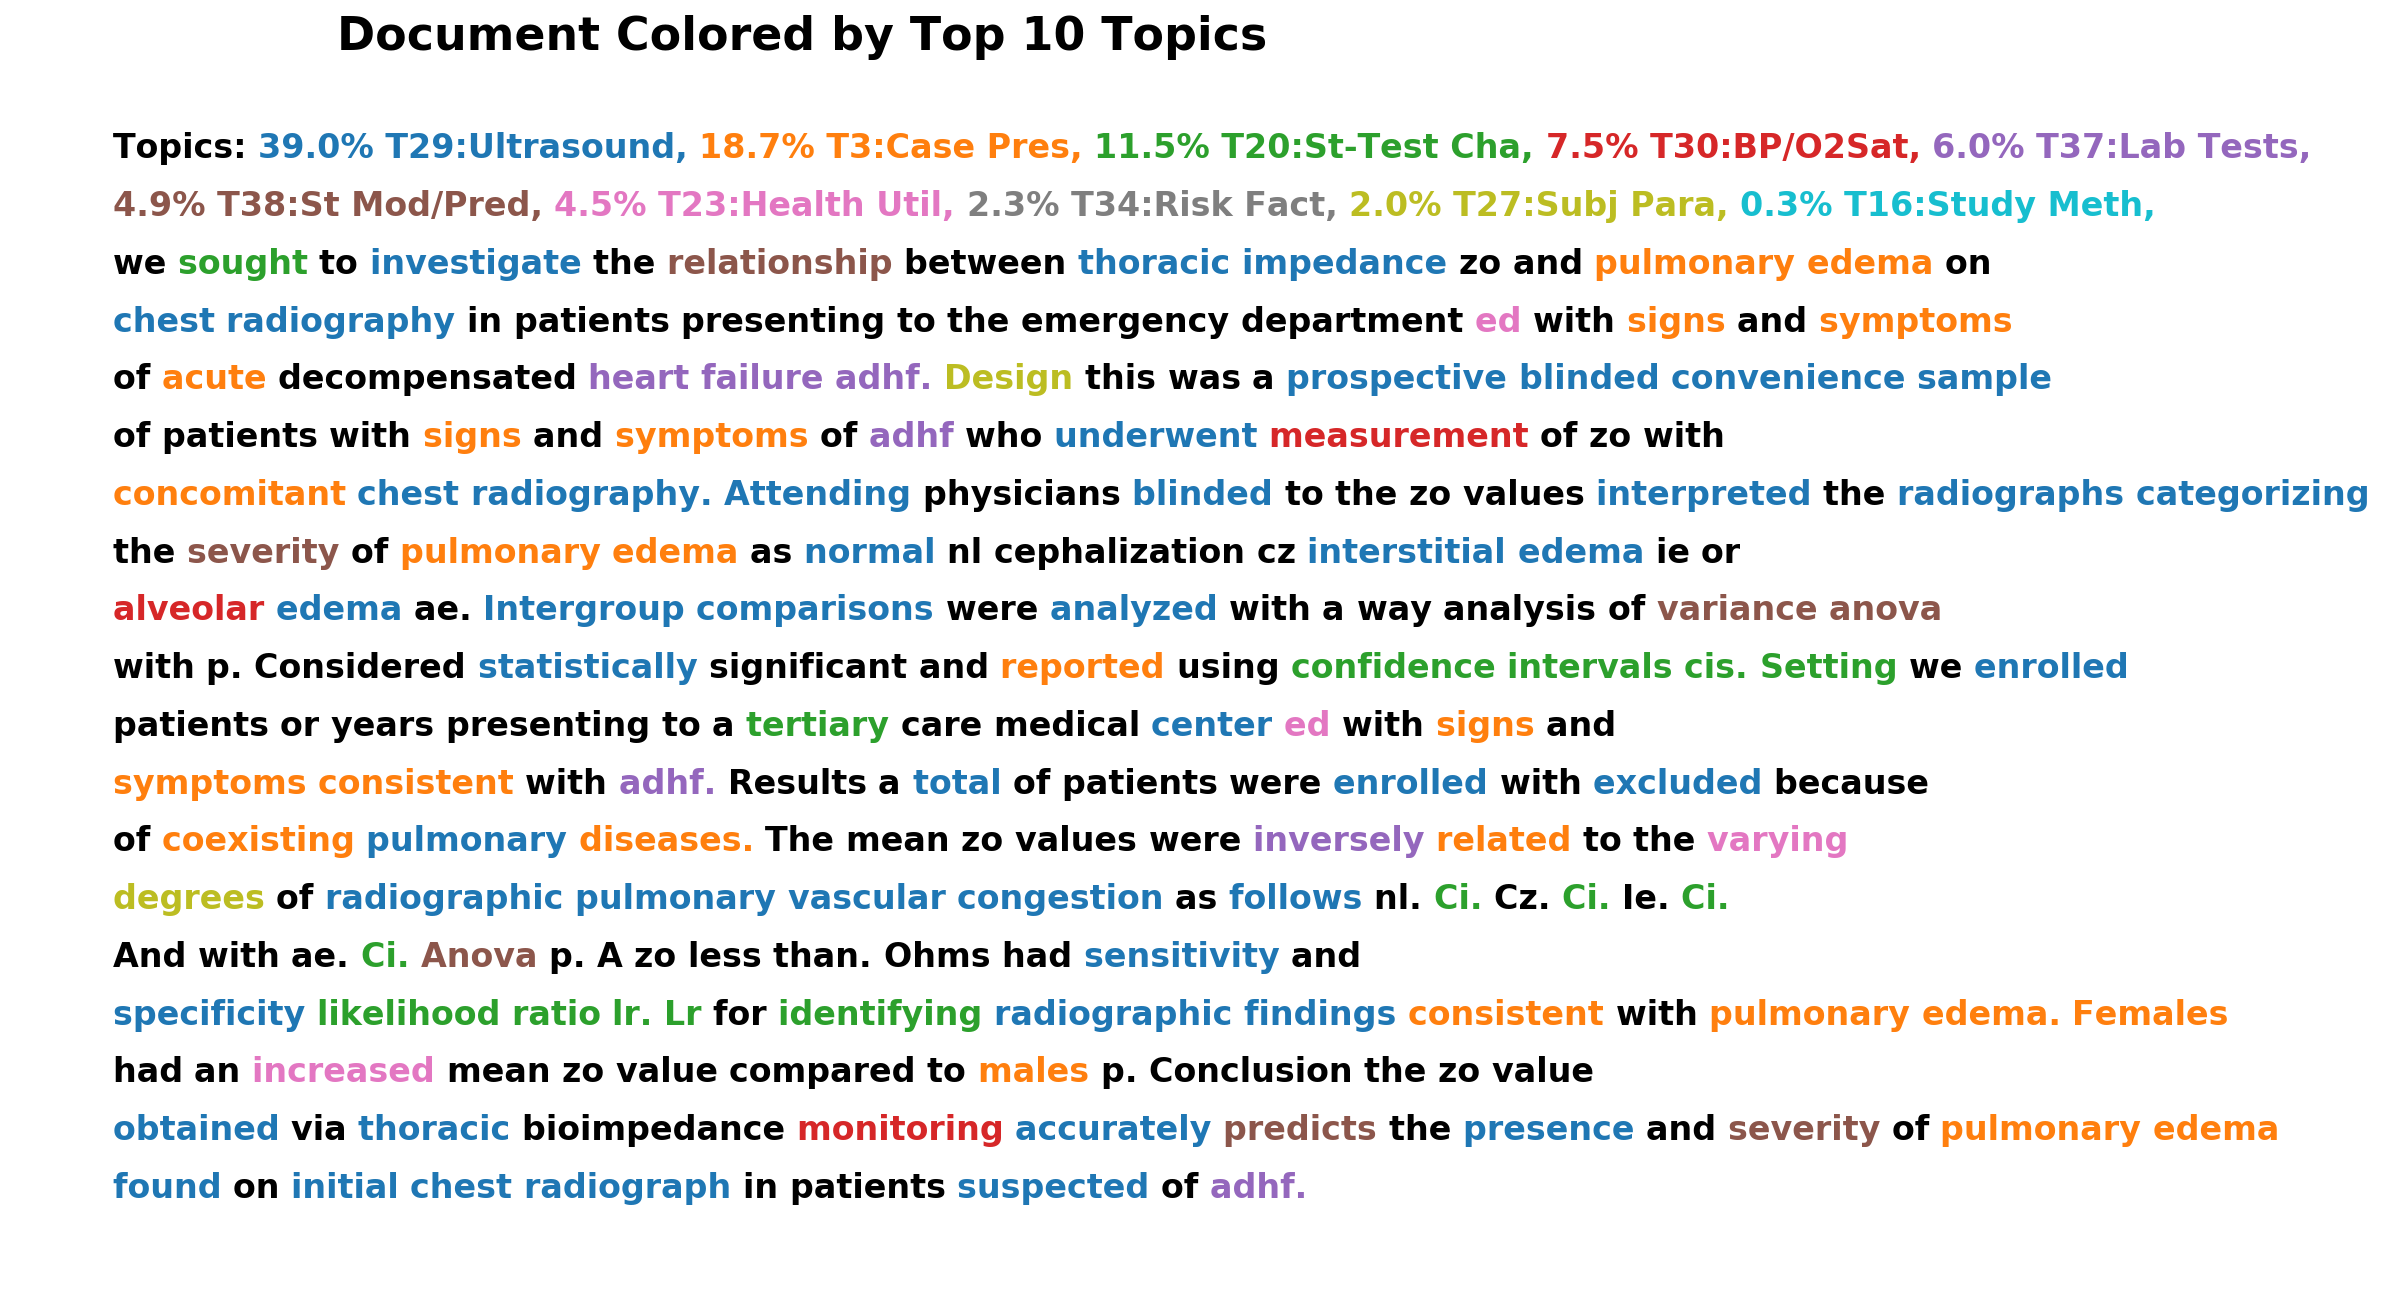 Document Colored by Top 10 Topics
Topics: 39.0% T29:Ultrasound, 18.7% T3:Case Pres, 11.5% T20:St-Test Cha, 7.5% T30:BP/O2Sat, 6.0% T37:Lab Tests,
4.9% T38:St Mod/Pred, 4.5% T23:Health Util, 2.3% T34:Risk Fact, 2.0% T27:Subj Para, 0.3% T16:Study Meth,
we sought to investigate the relationship between thoracic impedance zo and pulmonary edema on
chest radiography in patients presenting to the emergency department ed with signs and symptoms
of acute decompensated heart failure adhf. Design this was a prospective blinded convenience sample
of patients with signs and symptoms of adhf who underwent measurement of zo with
concomitant chest radiography. Attending physicians blinded to the zo values interpreted the radiographs categorizing
the severity of pulmonary edema as normal nl cephalization cz interstitial edema ie or
alveolar edema ae. Intergroup comparisons were analyzed with a way analysis of variance anova
with p. Considered statistically significant and reported using confidence intervals cis. Setting we enrolled
patients or years presenting to a tertiary care medical center ed with signs and
symptoms consistent with adhf. Results a total of patients were enrolled with excluded because
of coexisting pulmonary diseases. The mean zo values were inversely related to the varying
degrees of radiographic pulmonary vascular congestion as follows nl. Ci. Cz. Ci. Ie. Ci.
And with ae. Ci. Anova p. A zo less than. Ohms had sensitivity and
specificity likelihood ratio lr. Lr for identifying radiographic findings consistent with pulmonary edema. Females
had an increased mean zo value compared to males p. Conclusion the zo value
obtained via thoracic bioimpedance monitoring accurately predicts the presence and severity of pulmonary edema
found on initial chest radiograph in patients suspected of adhf.